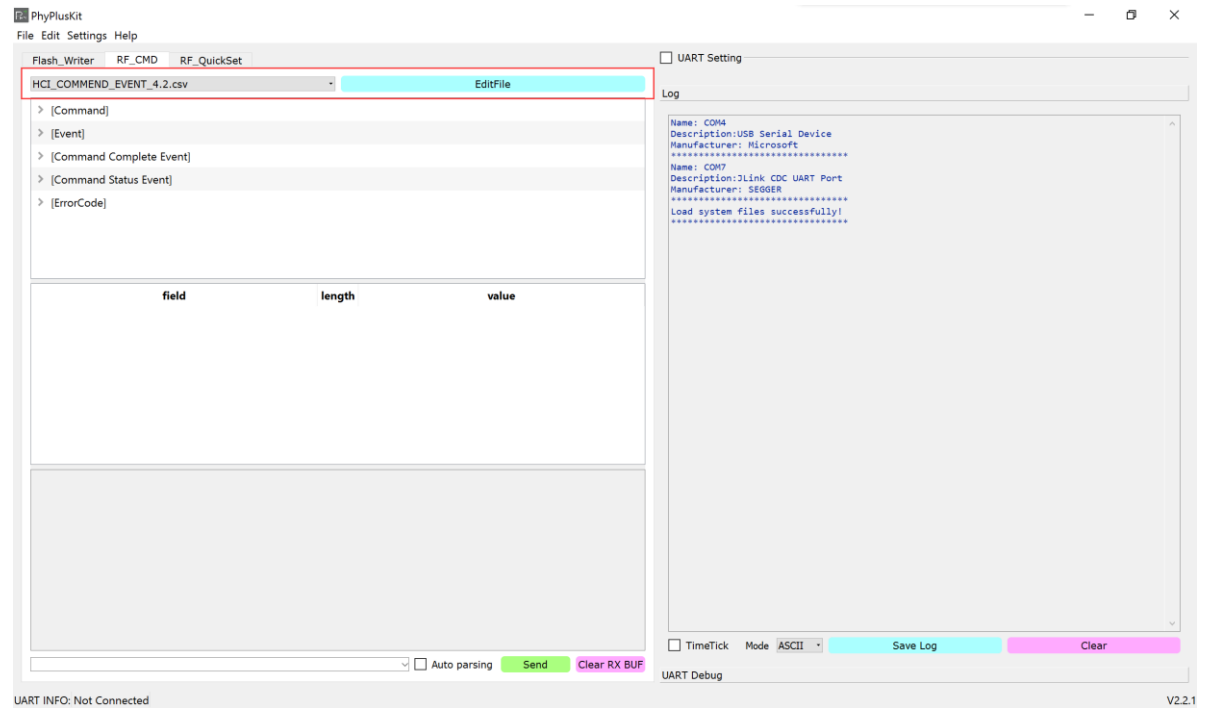 PhyPlusKit
File Edit Settings Help
Flash_Writer RF_CMD RF_QuickSet
HCI_COMMEND_EVENT_4.2.csv EditFile
[Command]
[Event]
[Command Complete Event]
[Command Status Event]
[ErrorCode]
field length value
Auto parsing Send Clear RX BUF
UART Setting
Log
Name: COM4
Description:USB Serial Device
Manufacturer: Microsoft
********************************
Name: COM7
Description:JLink CDC UART Port
Manufacturer: SEGGER
********************************
Load system files successfully!
********************************
TimeTick Mode ASCII Save Log Clear
UART Debug
UART INFO: Not Connected V2.2.1